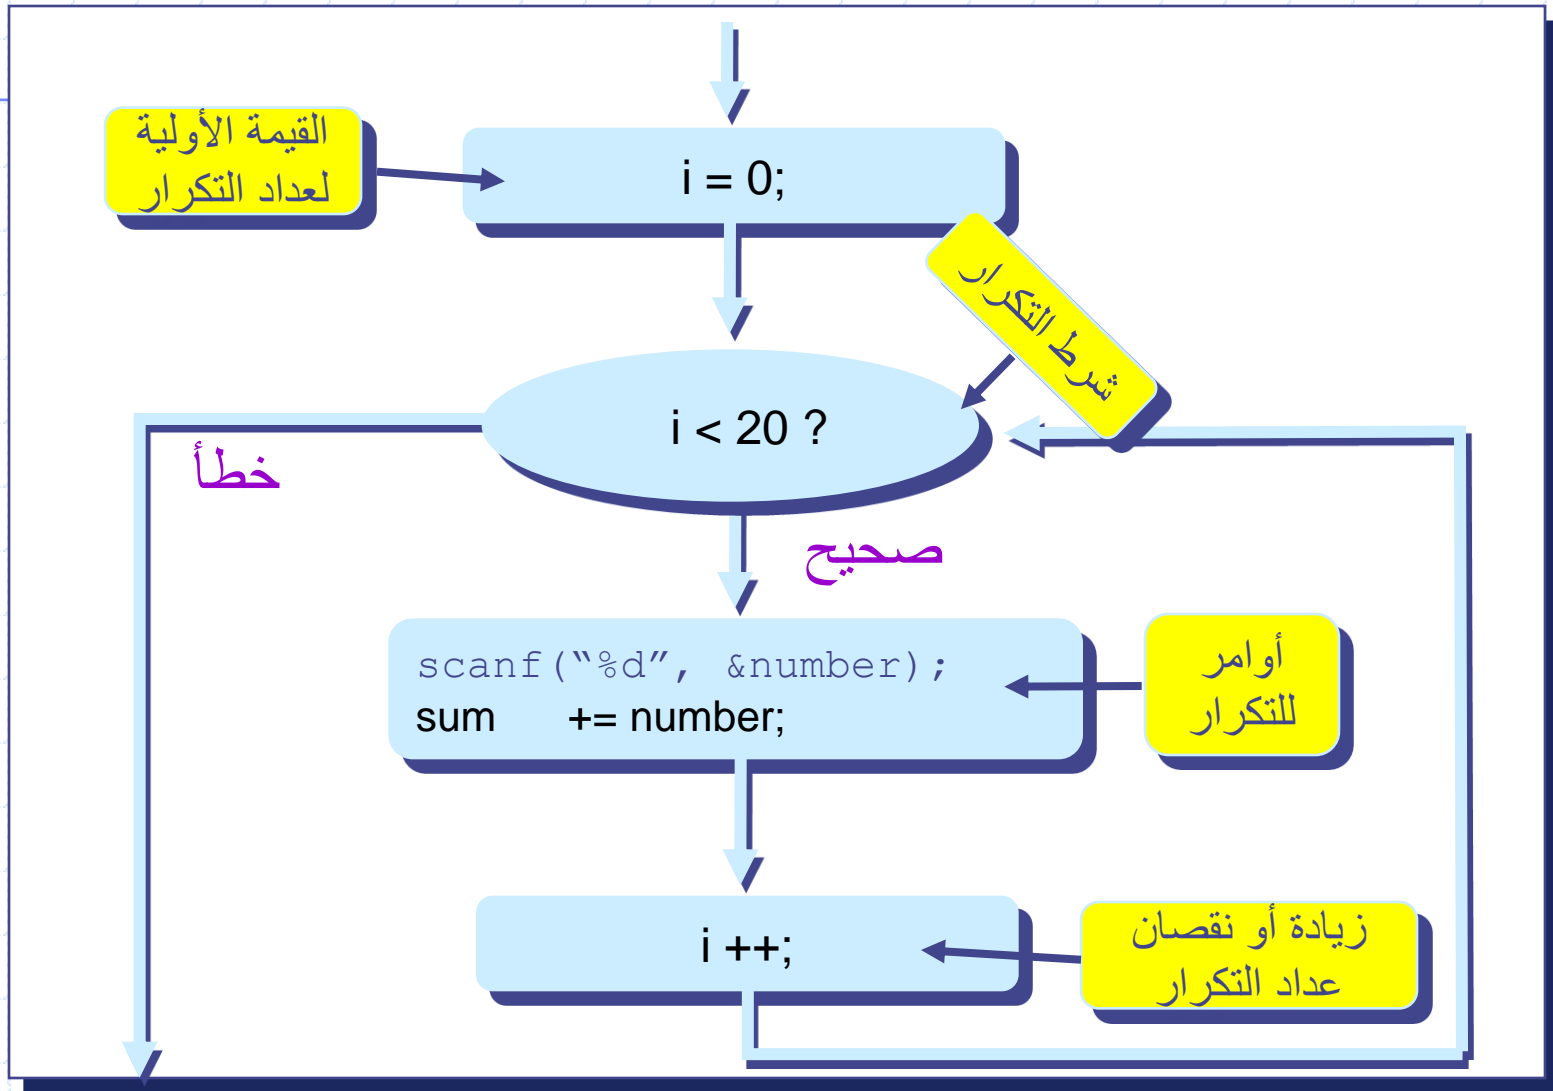 القيمة الأولية
لعداد التكرار
i = 0;
شرط التكرار
i < 20 ?
خطأ
صحيح
scanf(“%d”, &number);
sum += number;
أوامر
للتكرار
i ++;
زيادة أو نقصان
عداد التكرار